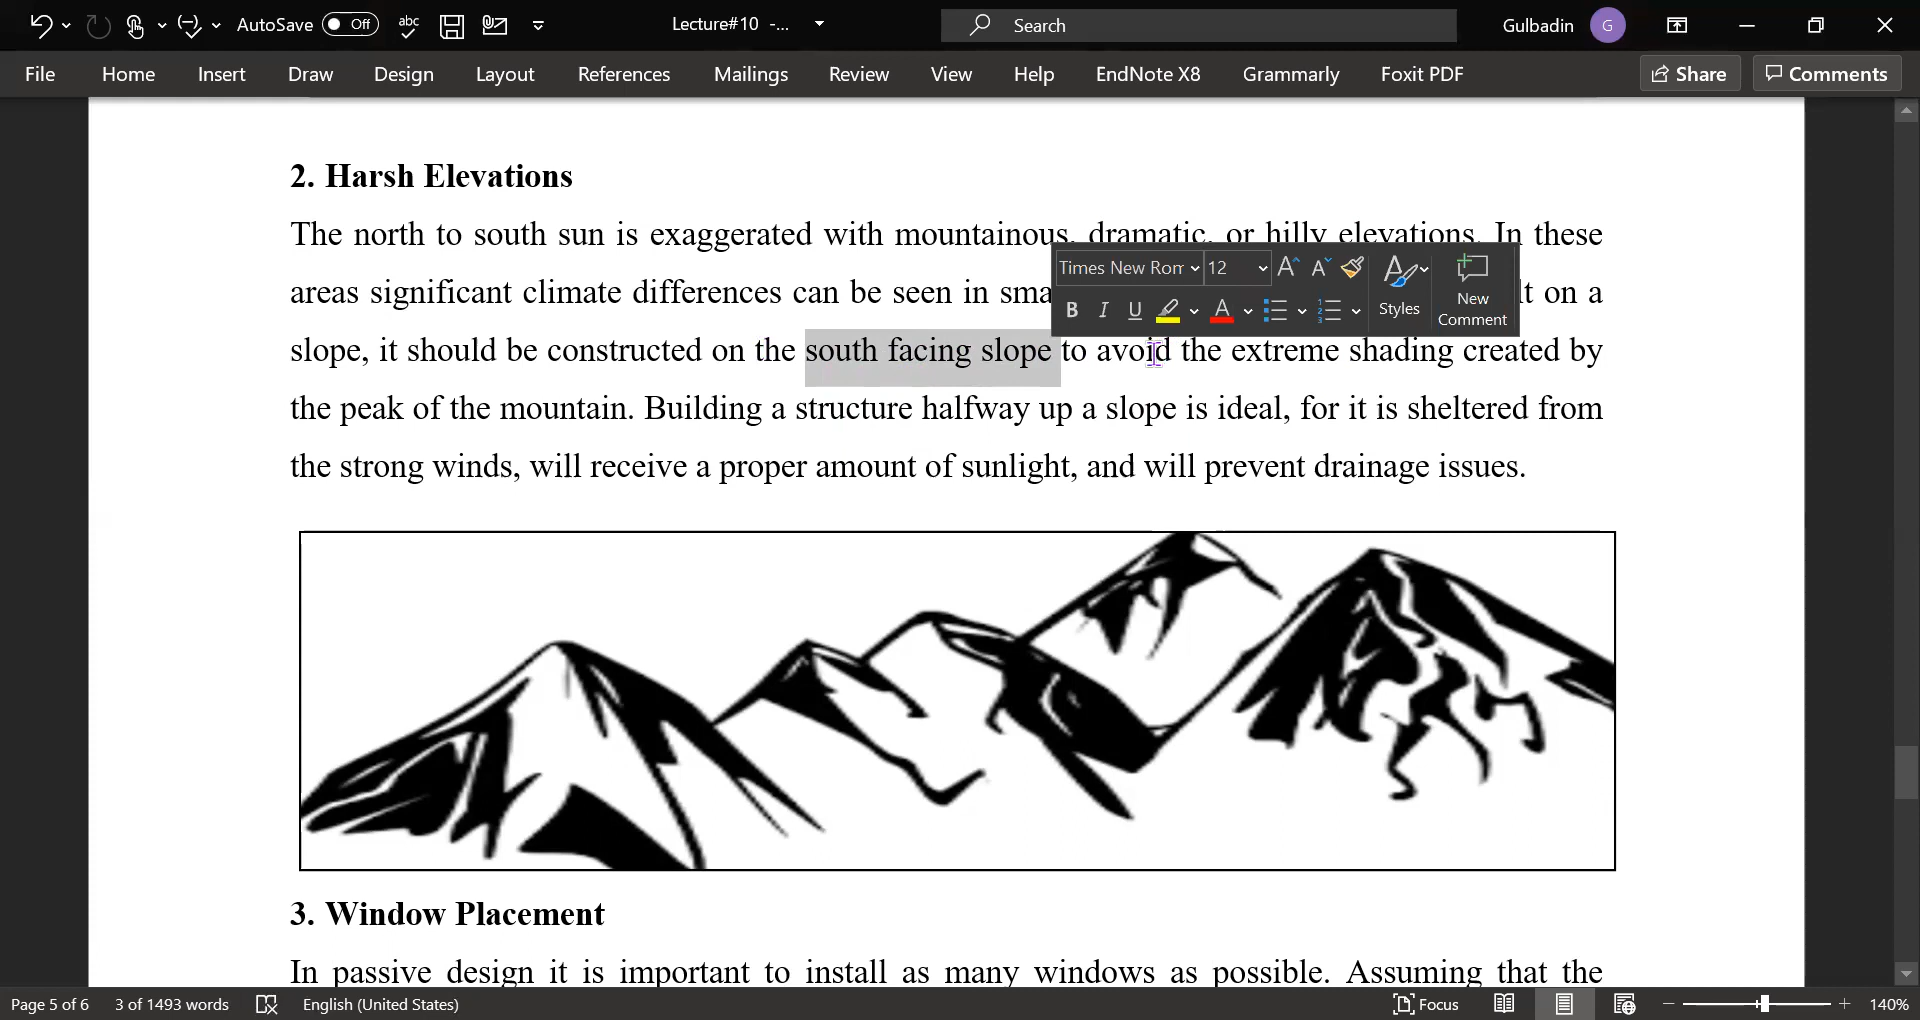 AutoSave Off abc Lecture#10 -... Search Gulbadin G
File Home Insert Draw Design Layout References Mailings Review View Help EndNote X8 Grammarly Foxit PDF Share Comments
2. Harsh Elevations
The north to south sun is exaggerated with mountainous, dramatic, or hilly elevations. In these
areas significant climate differences can be seen in
slope, it should be constructed on the south facing slope to avoid the extreme shading created by
the peak of the mountain. Building a structure halfway up a slope is ideal, for it is sheltered from
the strong winds, will receive a proper amount of sunlight, and will prevent drainage issues.
on a
Times New Ror 12
B I U A Styles New Comment
3. Window Placement
In passive design it is important to install as many windows as possible. Assuming that the
Page 5 of 6 3 of 1493 words English (United States) Focus 140%